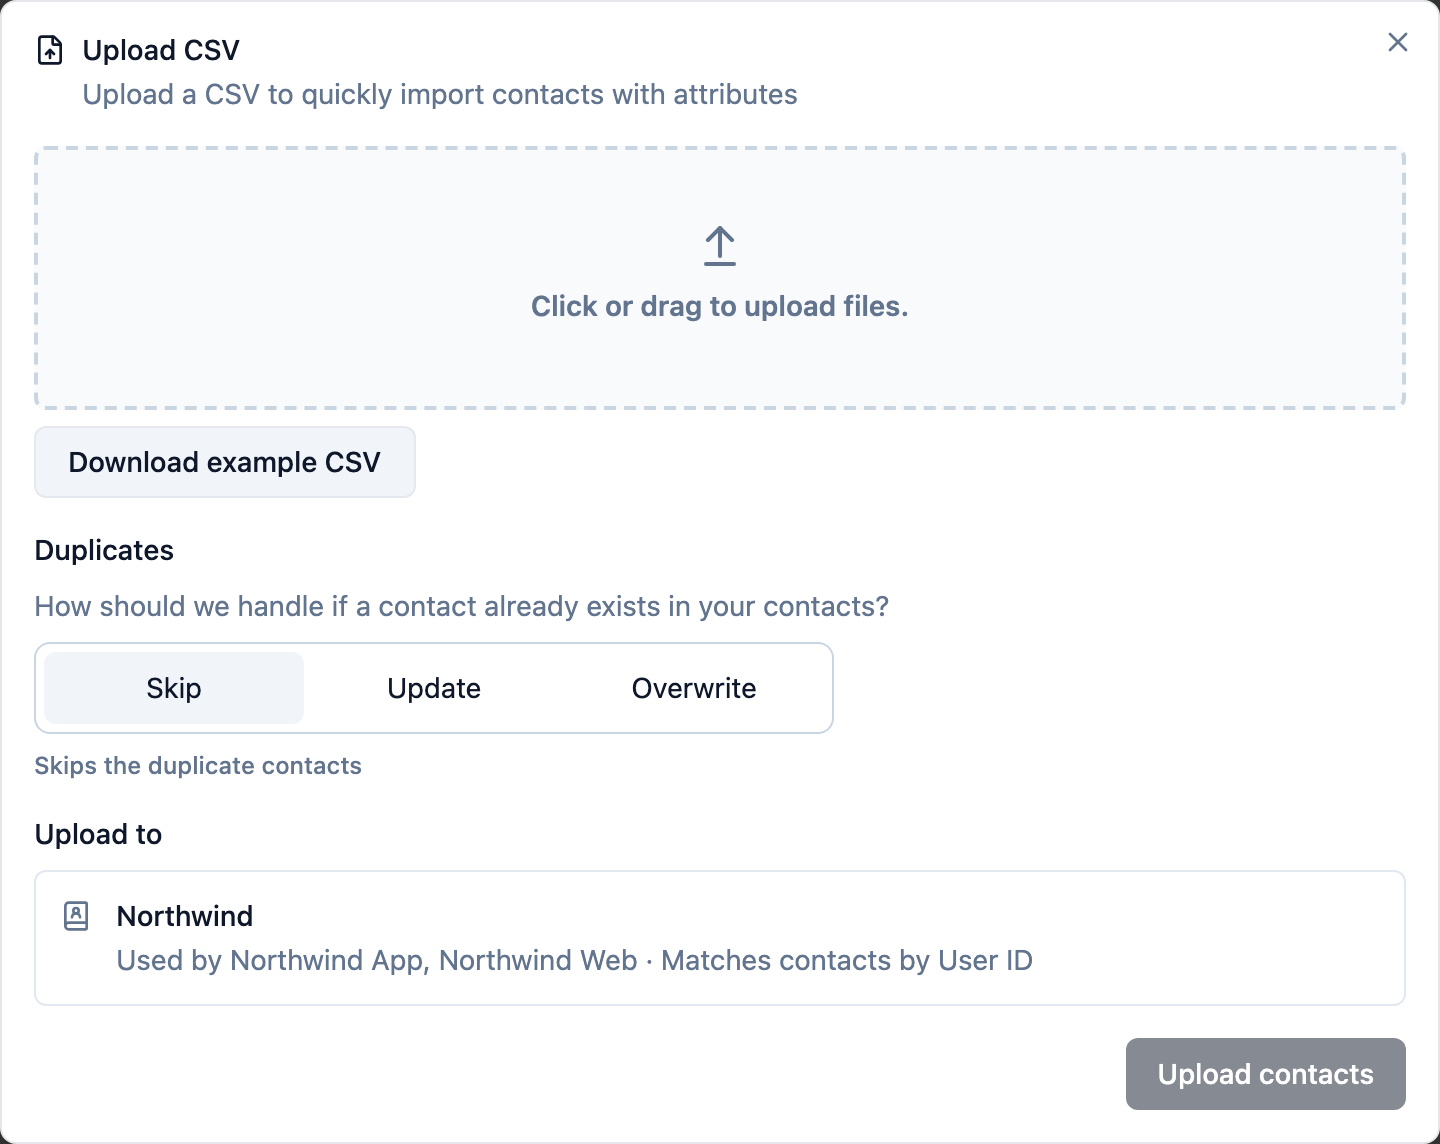 Upload CSV
Upload a CSV to quickly import contacts with attributes
Click or drag to upload files.
Download example CSV
Duplicates
How should we handle if a contact already exists in your contacts?
Skip
Update
Overwrite
Skips the duplicate contacts
Upload to
Northwind
Used by Northwind App, Northwind Web · Matches contacts by User ID
Upload contacts